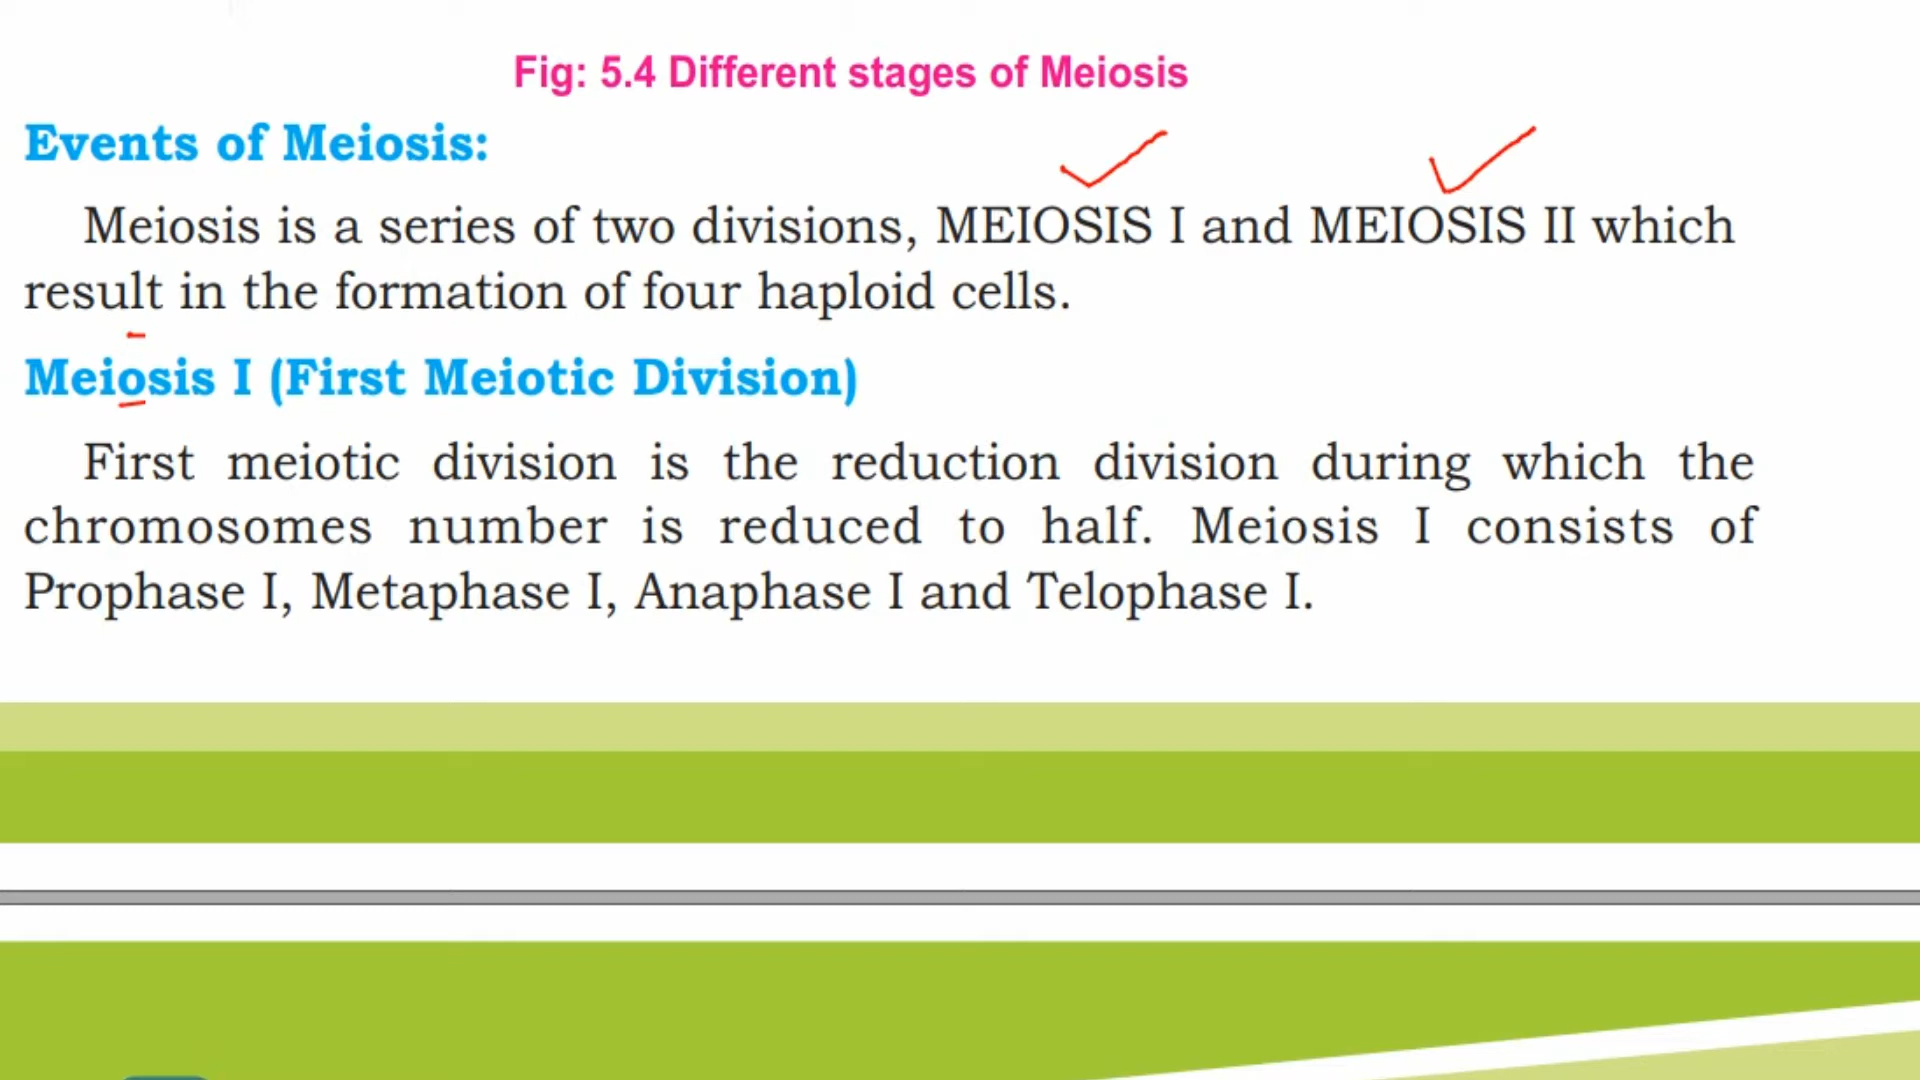 Fig: 5.4 Different stages of Meiosis
Events of Meiosis:
Meiosis is a series of two divisions, MEIOSIS I and MEIOSIS II which
result in the formation of four haploid cells.
Meiosis I (First Meiotic Division)
First meiotic division is the reduction division during which the
chromosomes number is reduced to half. Meiosis I consists of
Prophase I, Metaphase I, Anaphase I and Telophase I.